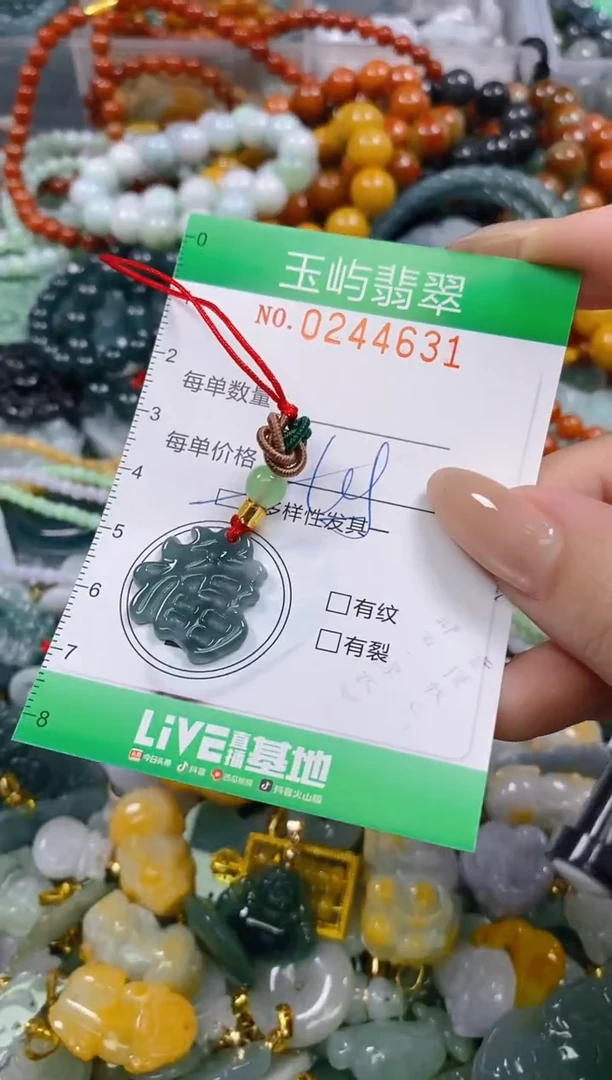 0
玉屿翡翠
NO. 0244631
2
每单数量
3
每单价格
4
多样性发具
5
6
福
□有纹
□有裂
7
8
LiVE直播基地
今日头条 抖音 西瓜视频 抖音火山版